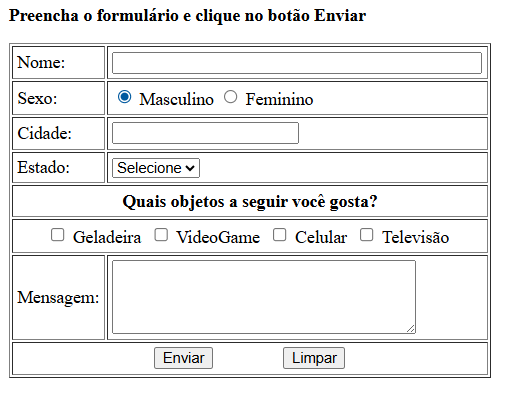 Preencha o formulário e clique no botão Enviar
Nome:
Sexo: Masculino Feminino
Cidade:
Estado: Selecione
Quais objetos a seguir você gosta?
Geladeira VideoGame Celular Televisão
Mensagem:
Enviar Limpar